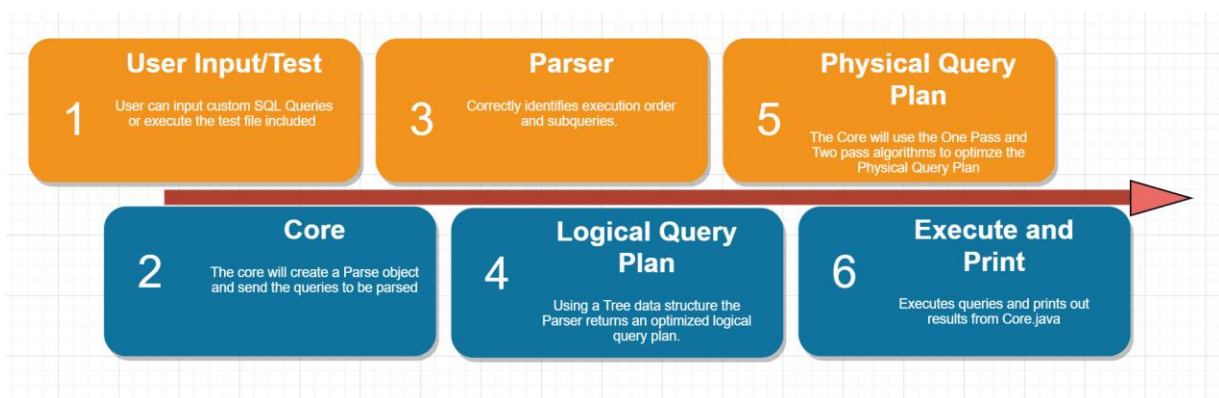 User Input/Test
1
User can input custom SQL Queries
or execute the test file included
Core
2
The core will create a Parse object
and send the queries to be parsed
Parser
3
Correctly identifies execution order
and subqueries.
Logical Query
Plan
4
Using a Tree data structure the
Parser returns an optimized logical
query plan.
Physical Query
Plan
5
The Core will use the One Pass and
Two pass algorithms to optimze the
Physical Query Plan
Execute and
Print
6
Executes queries and prints out
results from Core.java